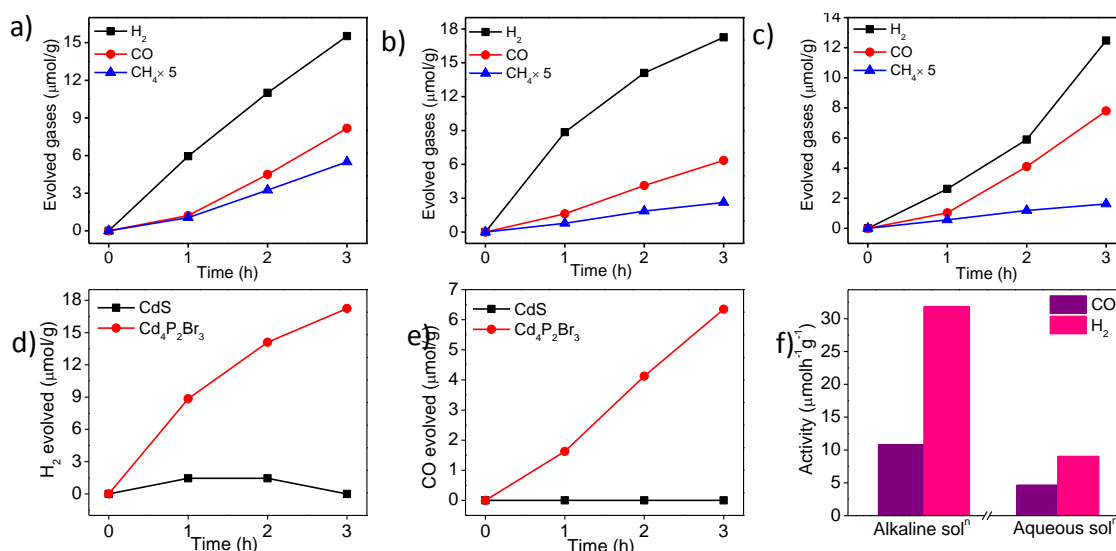 a)
H₂
CO
CH₄× 5
Evolved gases (μmol/g)
15
12
9
6
3
0
0 1 2 3
Time (h)
b)
H₂
CO
CH₄× 5
Evolved gases (μmol/g)
18
15
12
9
6
3
0
0 1 2 3
Time (h)
c)
H₂
CO
CH₄× 5
Evolved gases (μmol/g)
14
12
10
8
6
4
2
0
0 1 2 3
Time (h)
d)
CdS
Cd₄P₂Br₃
H₂ evolved (μmol/g)
18
15
12
9
6
3
0
0 1 2 3
Time (h)
e)
CdS
Cd₄P₂Br₃
CO evolved (μmol/g)
6
5
4
3
2
1
0
0 1 2 3
Time (h)
f)
CO
H₂
Activity (μmolh⁻¹g⁻¹)
30
25
20
15
10
5
0
Alkaline solⁿ
Aqueous solⁿ